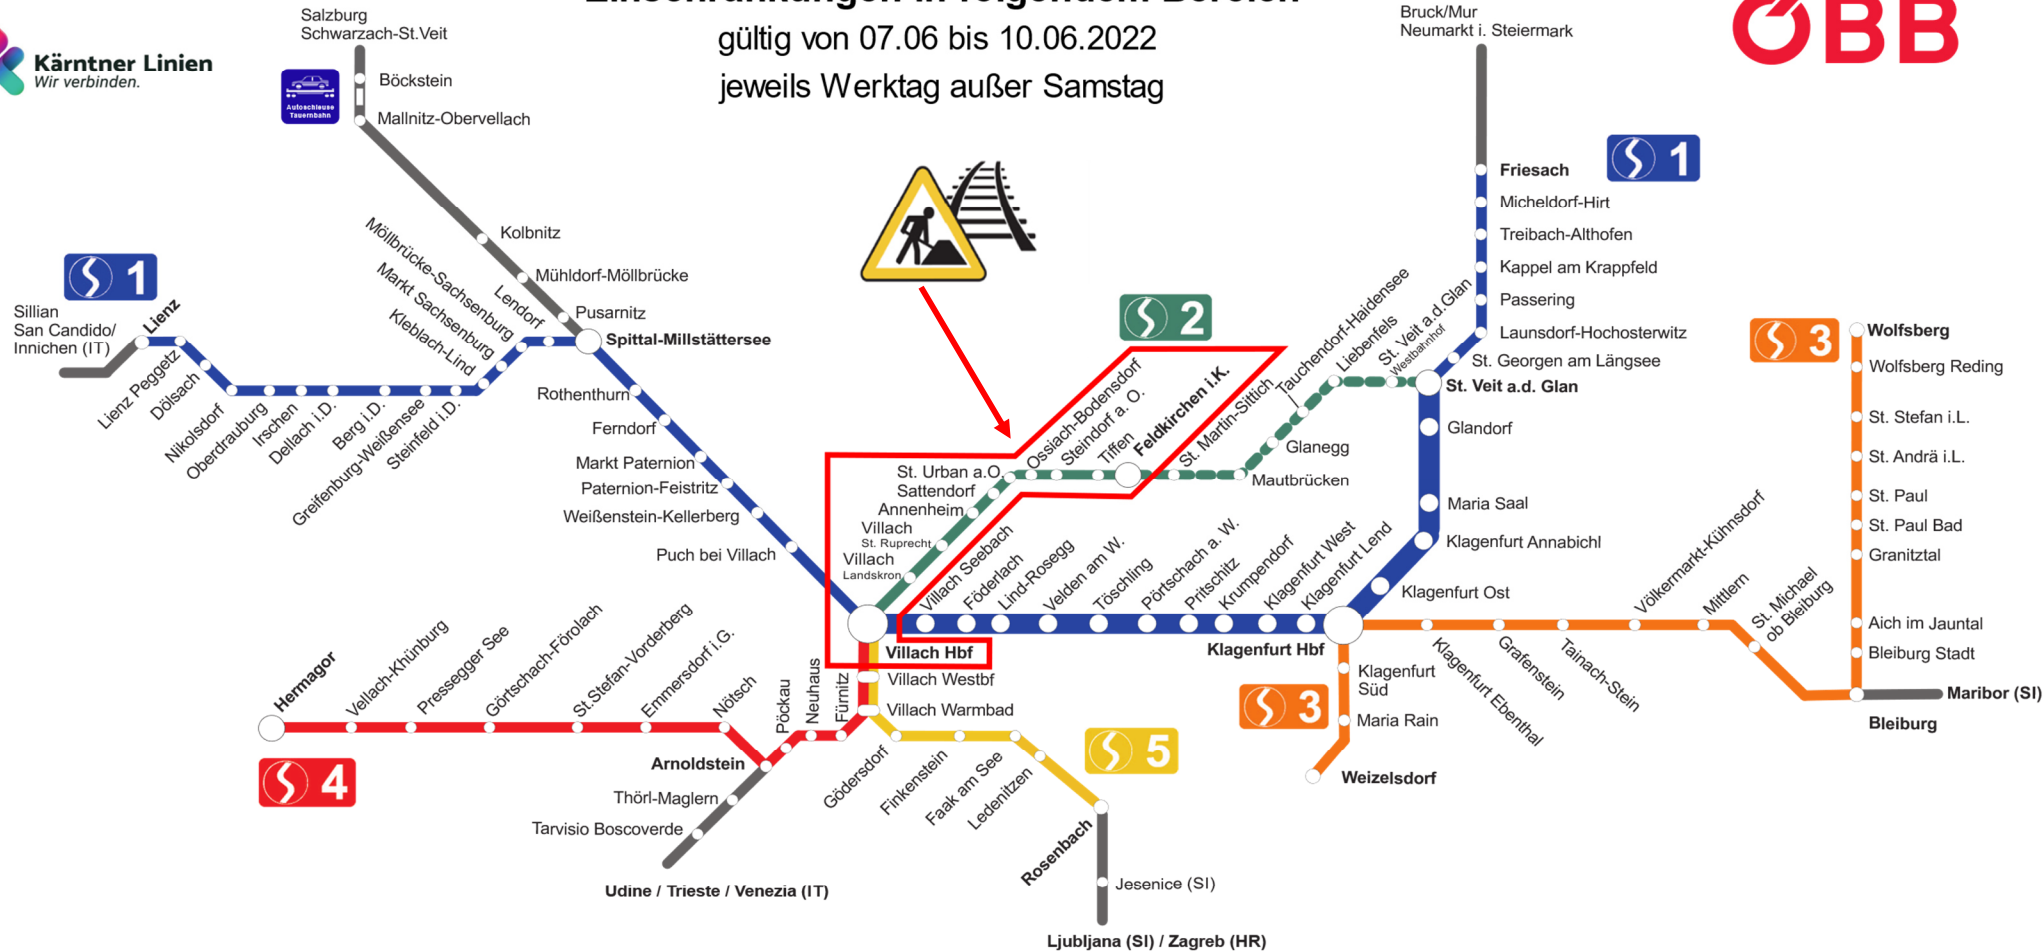 Einschränkungen in folgendem Bereich
gültig von 07.06 bis 10.06.2022
jeweils Werktag außer Samstag
Kärntner Linien
Wir verbinden.
ÖBB
Salzburg
Schwarzach-St.Veit
Autoschleuse
Tauernbahn
Böckstein
Mallnitz-Obervellach
Kolbnitz
Mühldorf-Möllbrücke
Pusarnitz
Spittal-Millstättersee
S 1
Sillian
San Candido/
Innichen (IT)
Lienz
Lienz Peggetz
Dölsach
Nikolsdorf
Oberdrauburg
Irschen
Dellach i.D.
Berg i.D.
Greifenburg-Weißensee
Steinfeld i.D.
Kleblach-Lind
Markt Sachsenburg
Möllbrücke-Sachsenburg
Lendorf
Rothenthurn
Ferndorf
Markt Paternion
Paternion-Feistritz
Weißenstein-Kellerberg
Puch bei Villach
Bruck/Mur
Neumarkt i. Steiermark
S 1
Friesach
Micheldorf-Hirt
Treibach-Althofen
Kappel am Krappfeld
Passering
Launsdorf-Hochosterwitz
St. Georgen am Längsee
St. Veit a.d. Glan
Glandorf
Maria Saal
Klagenfurt Annabichl
Klagenfurt Ost
S 2
St. Veit a.d.Glan
Westbahnhof
Liebenfels
Tauchendorf-Haidensee
Glanegg
Mautbrücken
St. Martin-Sittich
Feldkirchen i.K.
Tiffen
Steindorf a. O.
Ossiach-Bodensdorf
St. Urban a.O.
Sattendorf
Annenheim
Villach
St. Ruprecht
Villach
Landskron
Villach Hbf
Villach Seebach
Föderlach
Lind-Rosegg
Velden am W.
Töschling
Pörtschach a. W.
Pritschitz
Krumpendorf
Klagenfurt West
Klagenfurt Lend
Klagenfurt Hbf
S 3
Wolfsberg
Wolfsberg Reding
St. Stefan i.L.
St. Andrä i.L.
St. Paul
St. Paul Bad
Granitztal
Aich im Jauntal
Bleiburg Stadt
Maribor (SI)
Bleiburg
St. Michael
ob Bleiburg
Mittlern
Völkermarkt-Kühnsdorf
Tainach-Stein
Grafenstein
Klagenfurt Ebenthal
S 3
Klagenfurt
Süd
Maria Rain
Weizelsdorf
Villach Westbf
Villach Warmbad
Hermagor
Vellach-Khünburg
Pressegger See
Görtschach-Förolach
St.Stefan-Vorderberg
Emmersdorf i.G.
Nötsch
Pöckau
Neuhaus
Fürnitz
S 4
Arnoldstein
Thörl-Maglern
Tarvisio Boscoverde
Udine / Trieste / Venezia (IT)
S 5
Gödersdorf
Finkenstein
Faak am See
Ledenitzen
Rosenbach
Jesenice (SI)
Ljubljana (SI) / Zagreb (HR)